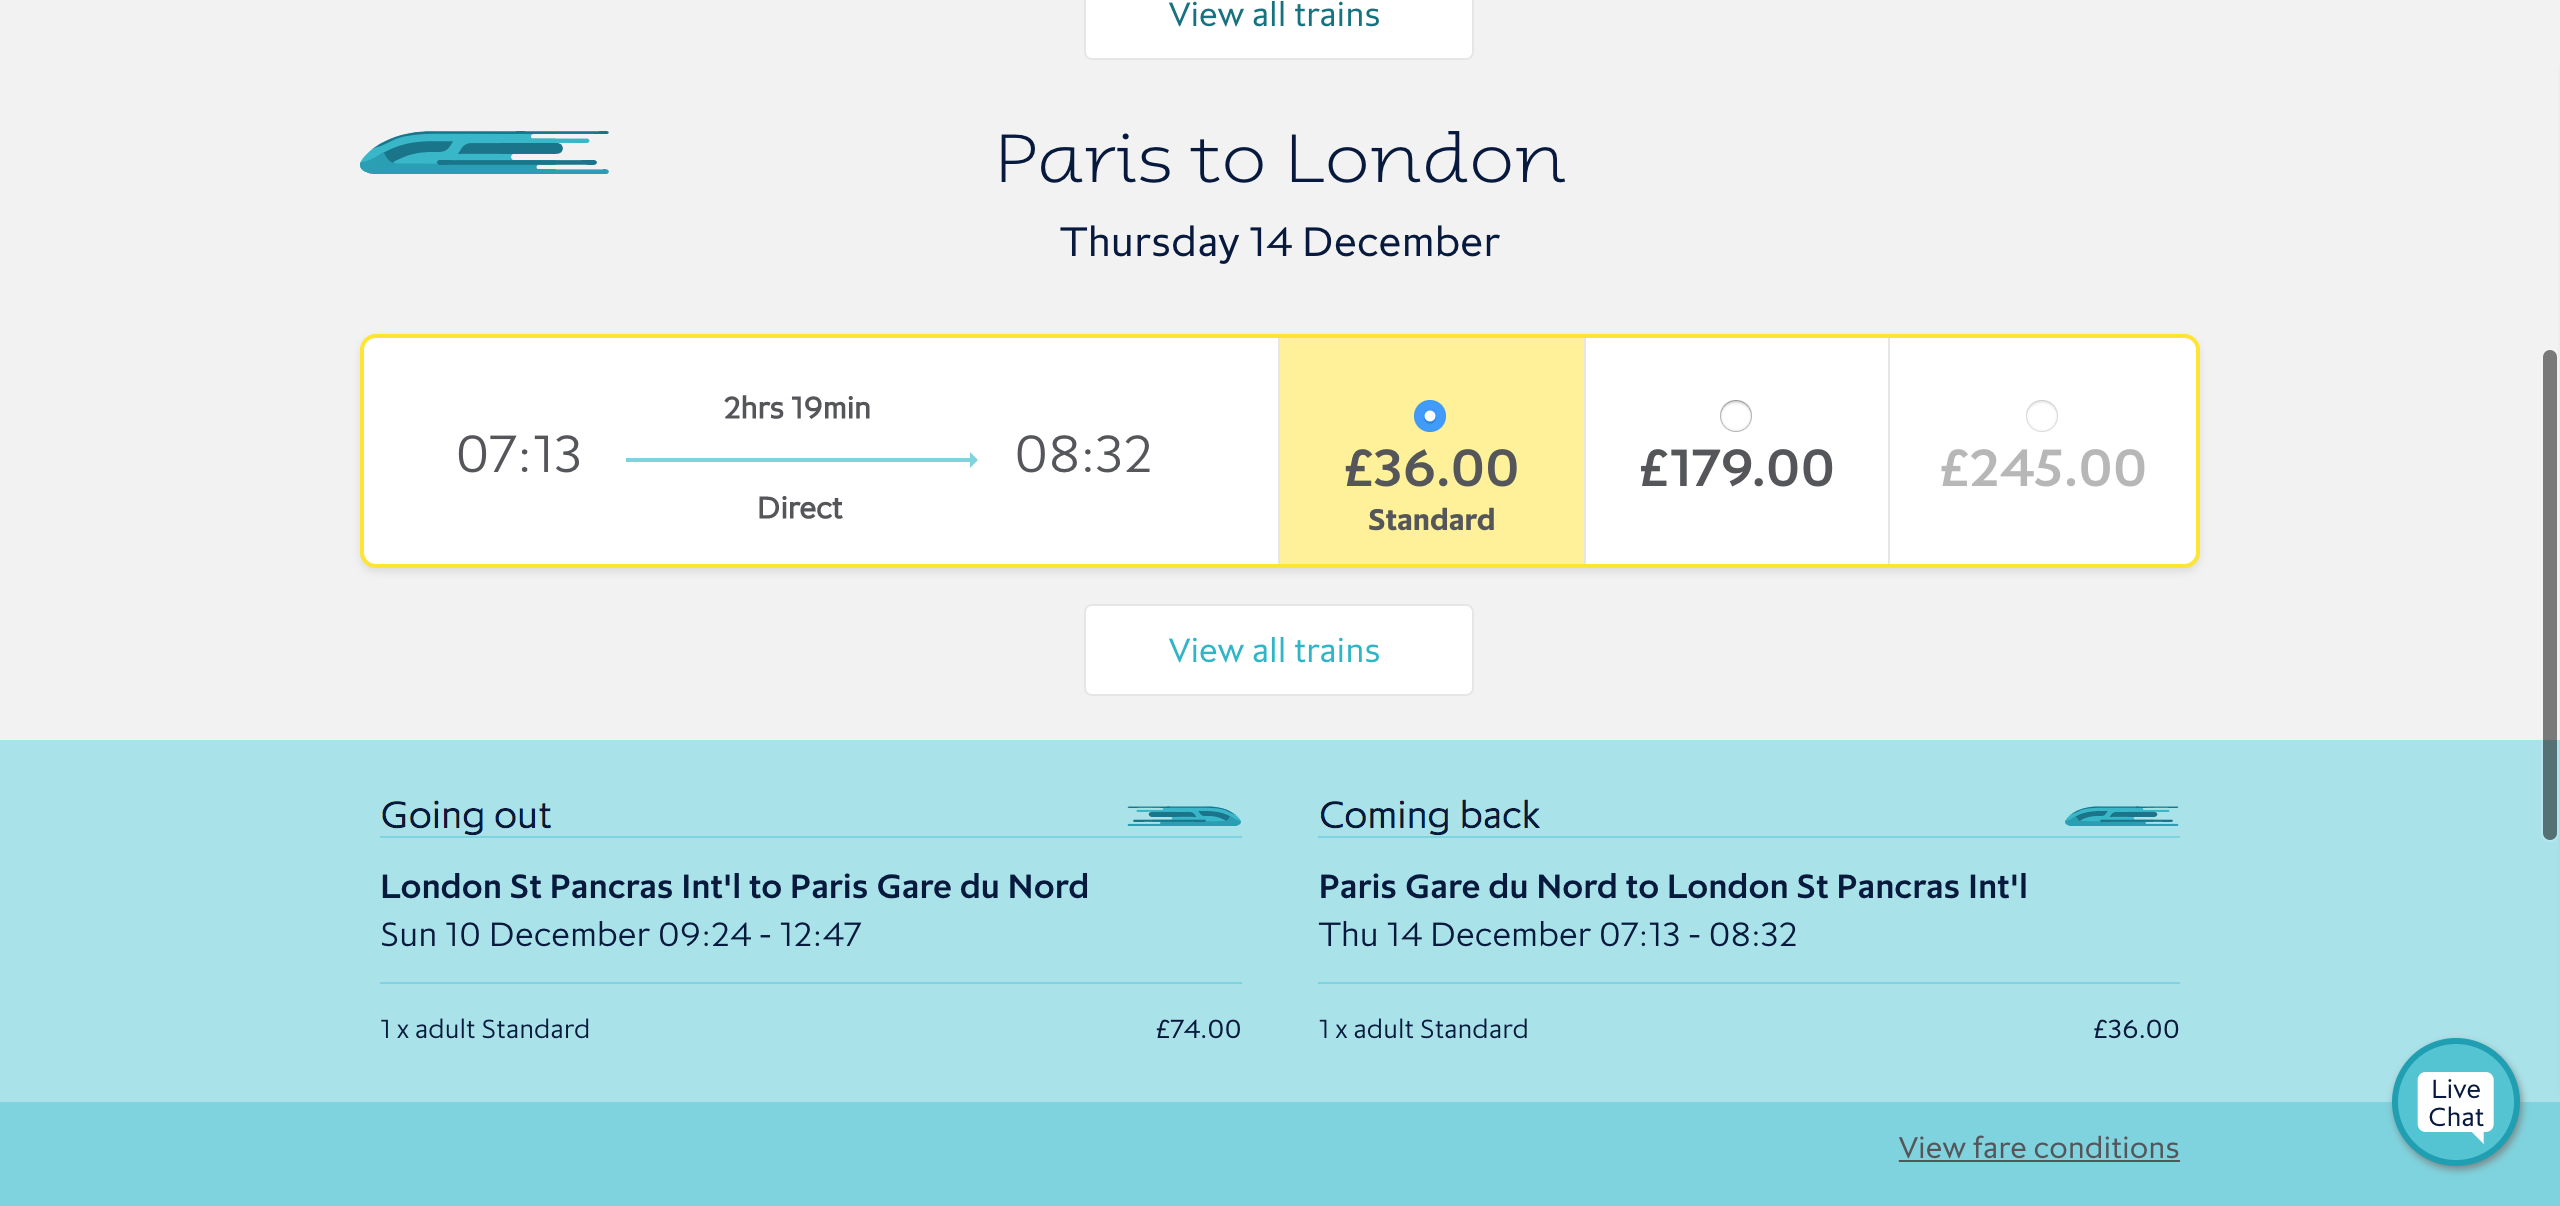 View all trains
Paris to London
Thursday 14 December
2hrs 19min
07:13
08:32
Direct
£36.00
Standard
£179.00
£245.00
View all trains
Going out
London St Pancras Int'l to Paris Gare du Nord
Sun 10 December 09:24 - 12:47
1 x adult Standard
£74.00
Coming back
Paris Gare du Nord to London St Pancras Int'l
Thu 14 December 07:13 - 08:32
1 x adult Standard
£36.00
Live
Chat
View fare conditions